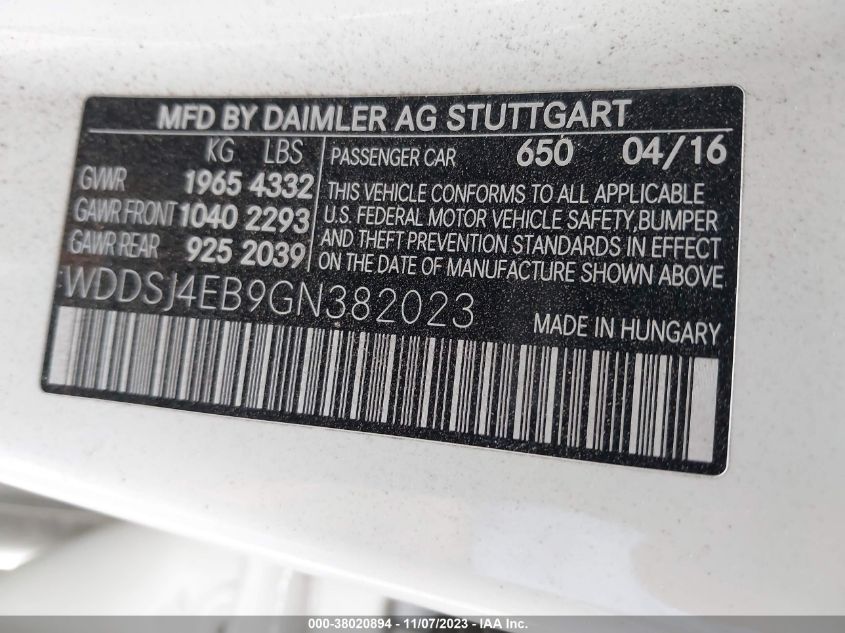 MFD BY DAIMLER AG STUTTGART
KG LBS
GVWR 1965 4332
GAWR FRONT 1040 2293
GAWR REAR 925 2039
PASSENGER CAR 650 04/16
THIS VEHICLE CONFORMS TO ALL APPLICABLE
U.S. FEDERAL MOTOR VEHICLE SAFETY, BUMPER
AND THEFT PREVENTION STANDARDS IN EFFECT
ON THE DATE OF MANUFACTURE SHOWN ABOVE
WDDSJ4EB9GN382023
MADE IN HUNGARY
000-38020894 - 11/07/2023 - IAA Inc.